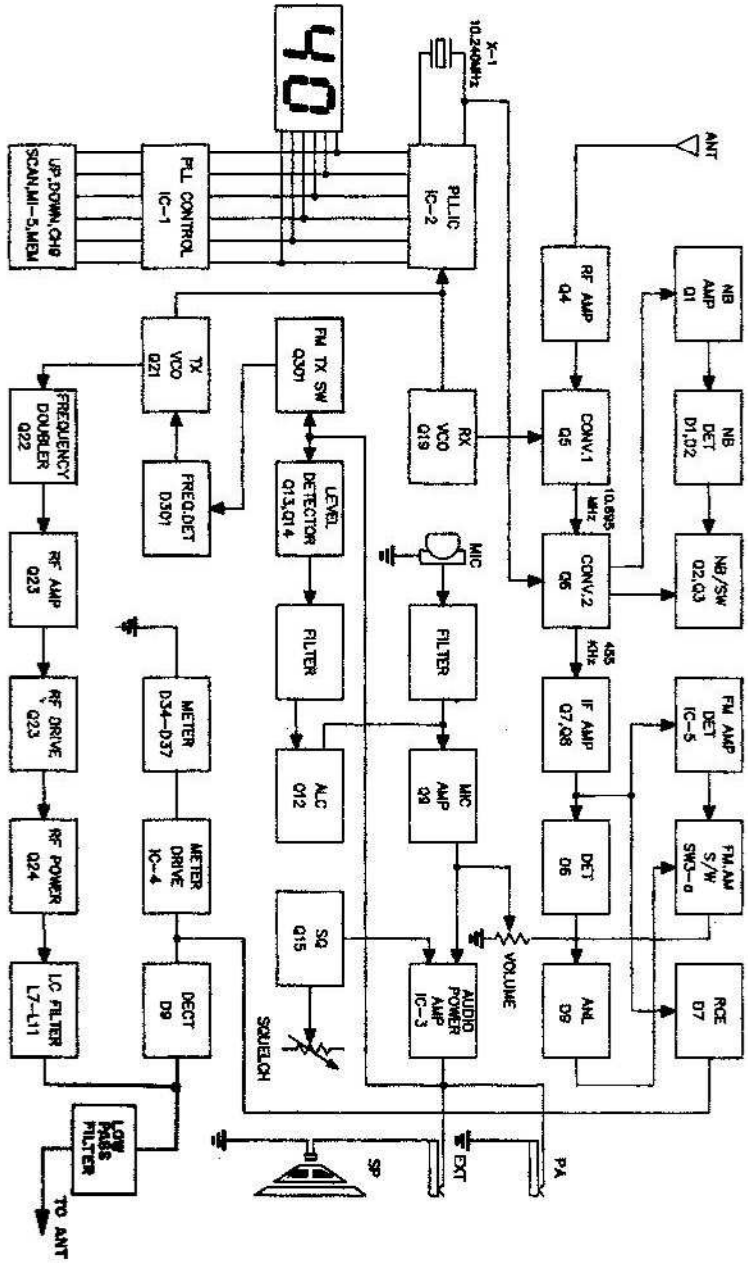 ANT
X-1
10.240MHz
40
PLL.IC
IC-2
PLL CONTROL
IC-1
UP,DOWN,CH9
SCAN,M1-5,MEM
RF AMP
Q4
CONV.1
Q5
10.695
MHz
CONV.2
Q6
455
KHz
IF AMP
Q7,Q8
DET
D6
ANL
D9
NB
AMP
Q1
NB
DET
D1,D2
NB/SW
Q2,Q3
FM AMP
DET
IC-5
FM.AM
S/W
SW3-a
RCE
D7
RX
VCO
Q19
MIC
FILTER
MIC
AMP
Q9
VOLUME
AUDIO
POWER
AMP
IC-3
PA
EXT
SP
FM TX SW
Q301
LEVEL
DETECTOR
Q13,Q14
FILTER
ALC
Q12
SQ
Q15
SQUELCH
TX
VCO
Q21
FREQ.DET
D301
METER
D34-D37
METER
DRIVE
IC-4
DECT
D9
FREQUENCY
DOUBLER
Q22
RF AMP
Q23
RF DRIVE
Q23
RF POWER
Q24
LC FILTER
L7-L11
LOW
PASS
FILTER
TO ANT